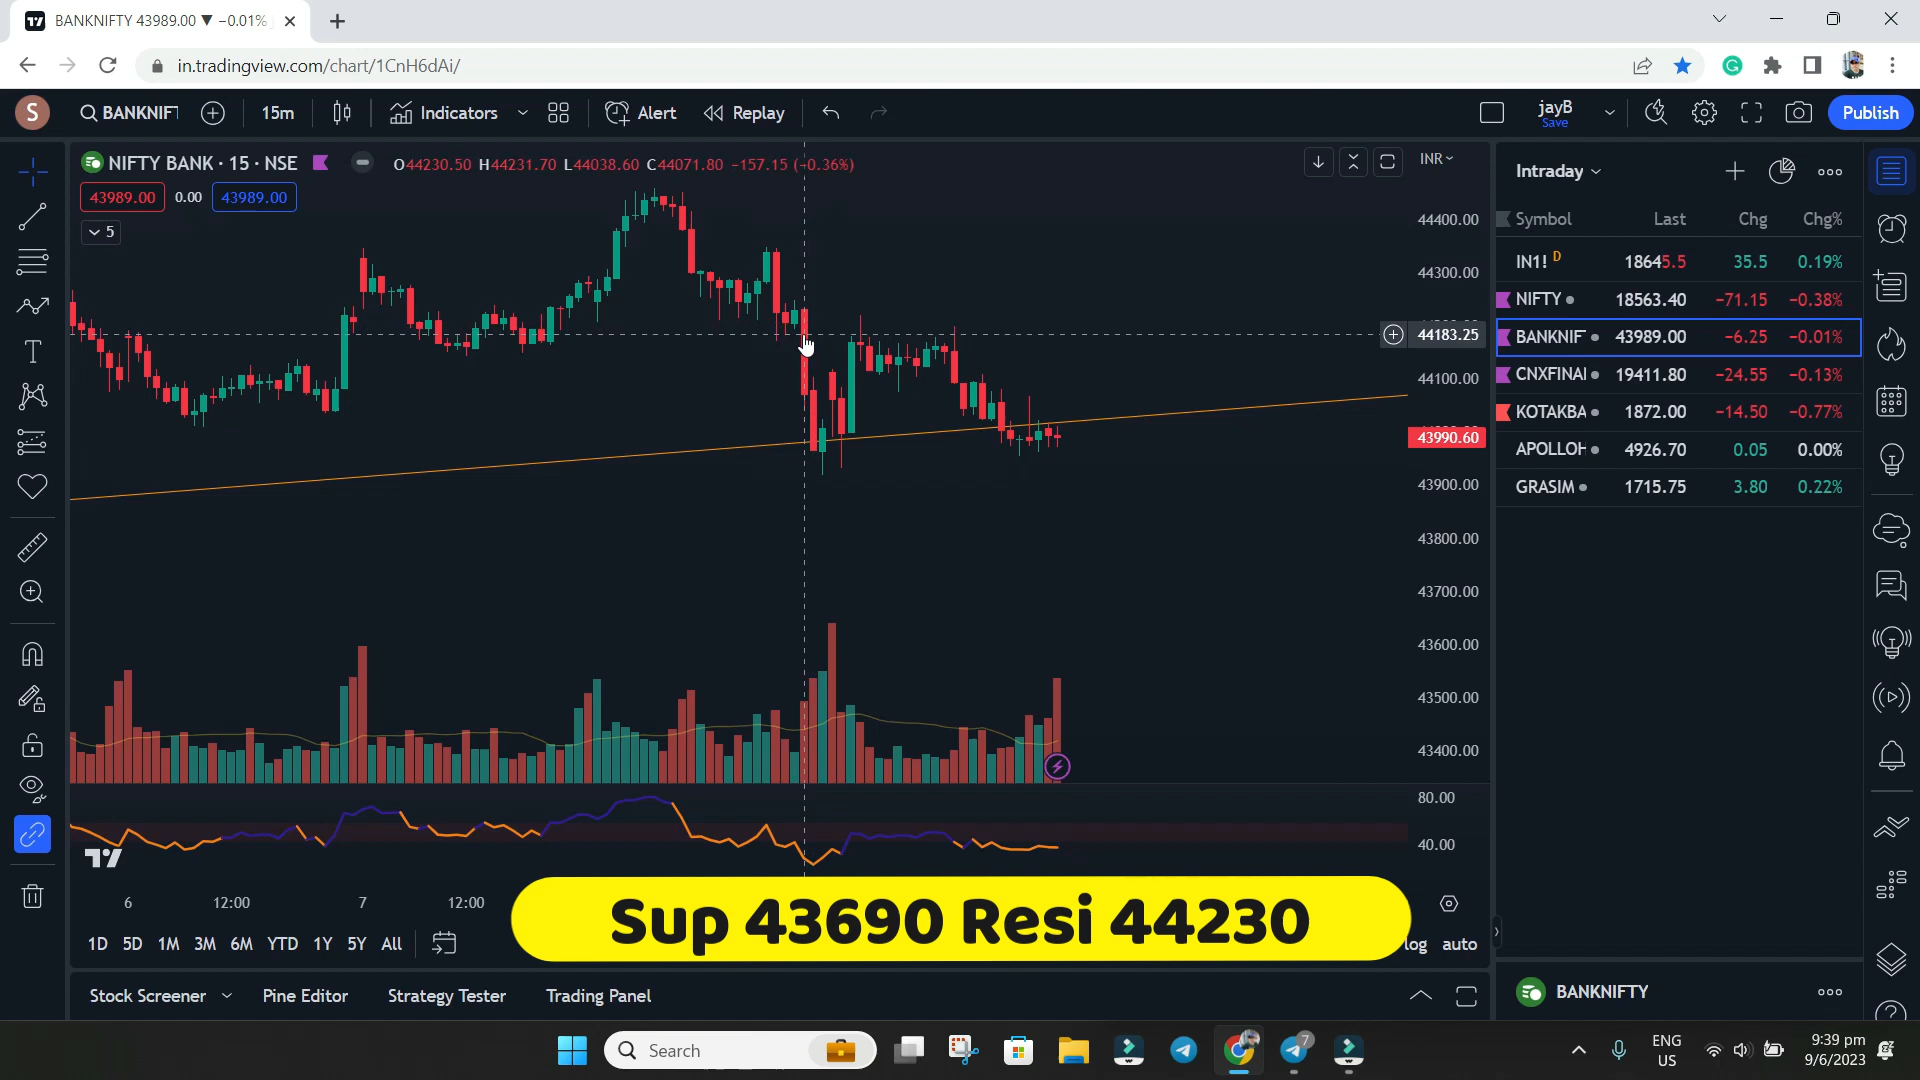 BANKNIFTY 43989.00 ▼ −0.01%
in.tradingview.com/chart/1CnH6dAi/
S BANKNIFT 15m Indicators Alert Replay jayB Save Publish
NIFTY BANK · 15 · NSE O44230.50 H44231.70 L44038.60 C44071.80 −157.15 (−0.36%)
INR
43989.00 0.00 43989.00
5
44400.00
44300.00
44183.25
44100.00
43990.60
43900.00
43800.00
43700.00
43600.00
43500.00
43400.00
80.00
40.00
6 12:00 7 12:00
Sup 43690 Resi 44230
1D 5D 1M 3M 6M YTD 1Y 5Y All log auto
Stock Screener Pine Editor Strategy Tester Trading Panel
Intraday
Symbol Last Chg Chg%
IN1! D 18645.5 35.5 0.19%
NIFTY 18563.40 −71.15 −0.38%
BANKNIF 43989.00 −6.25 −0.01%
CNXFINAI 19411.80 −24.55 −0.13%
KOTAKBA 1872.00 −14.50 −0.77%
APOLLOH 4926.70 0.05 0.00%
GRASIM 1715.75 3.80 0.22%
BANKNIFTY
Search
7
ENG
US
9:39 pm
9/6/2023